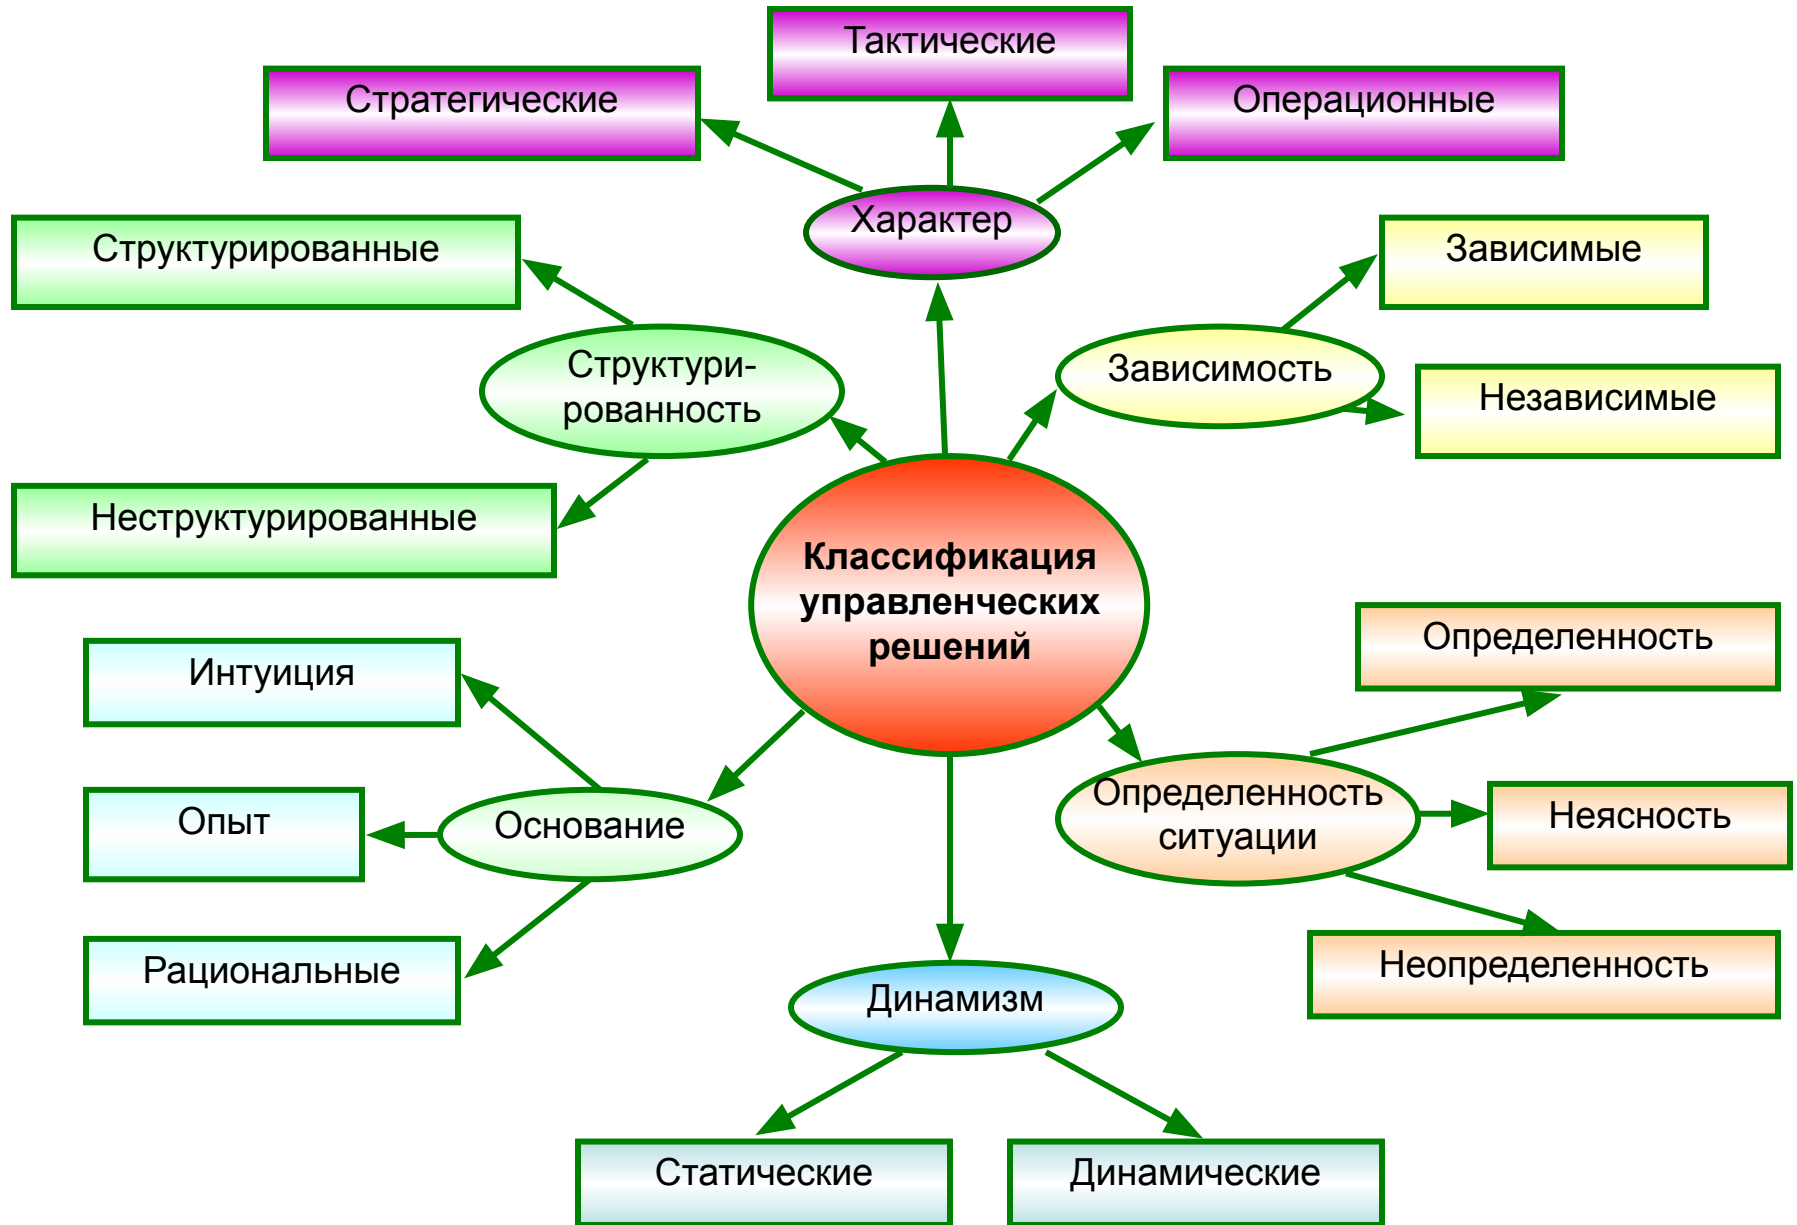 Тактические
Стратегические
Операционные
Характер
Структурированные
Зависимые
Структури-
рованность
Зависимость
Независимые
Неструктурированные
Классификация
управленческих
решений
Определенность
Интуиция
Определенность
ситуации
Неясность
Опыт
Основание
Рациональные
Неопределенность
Динамизм
Статические
Динамические